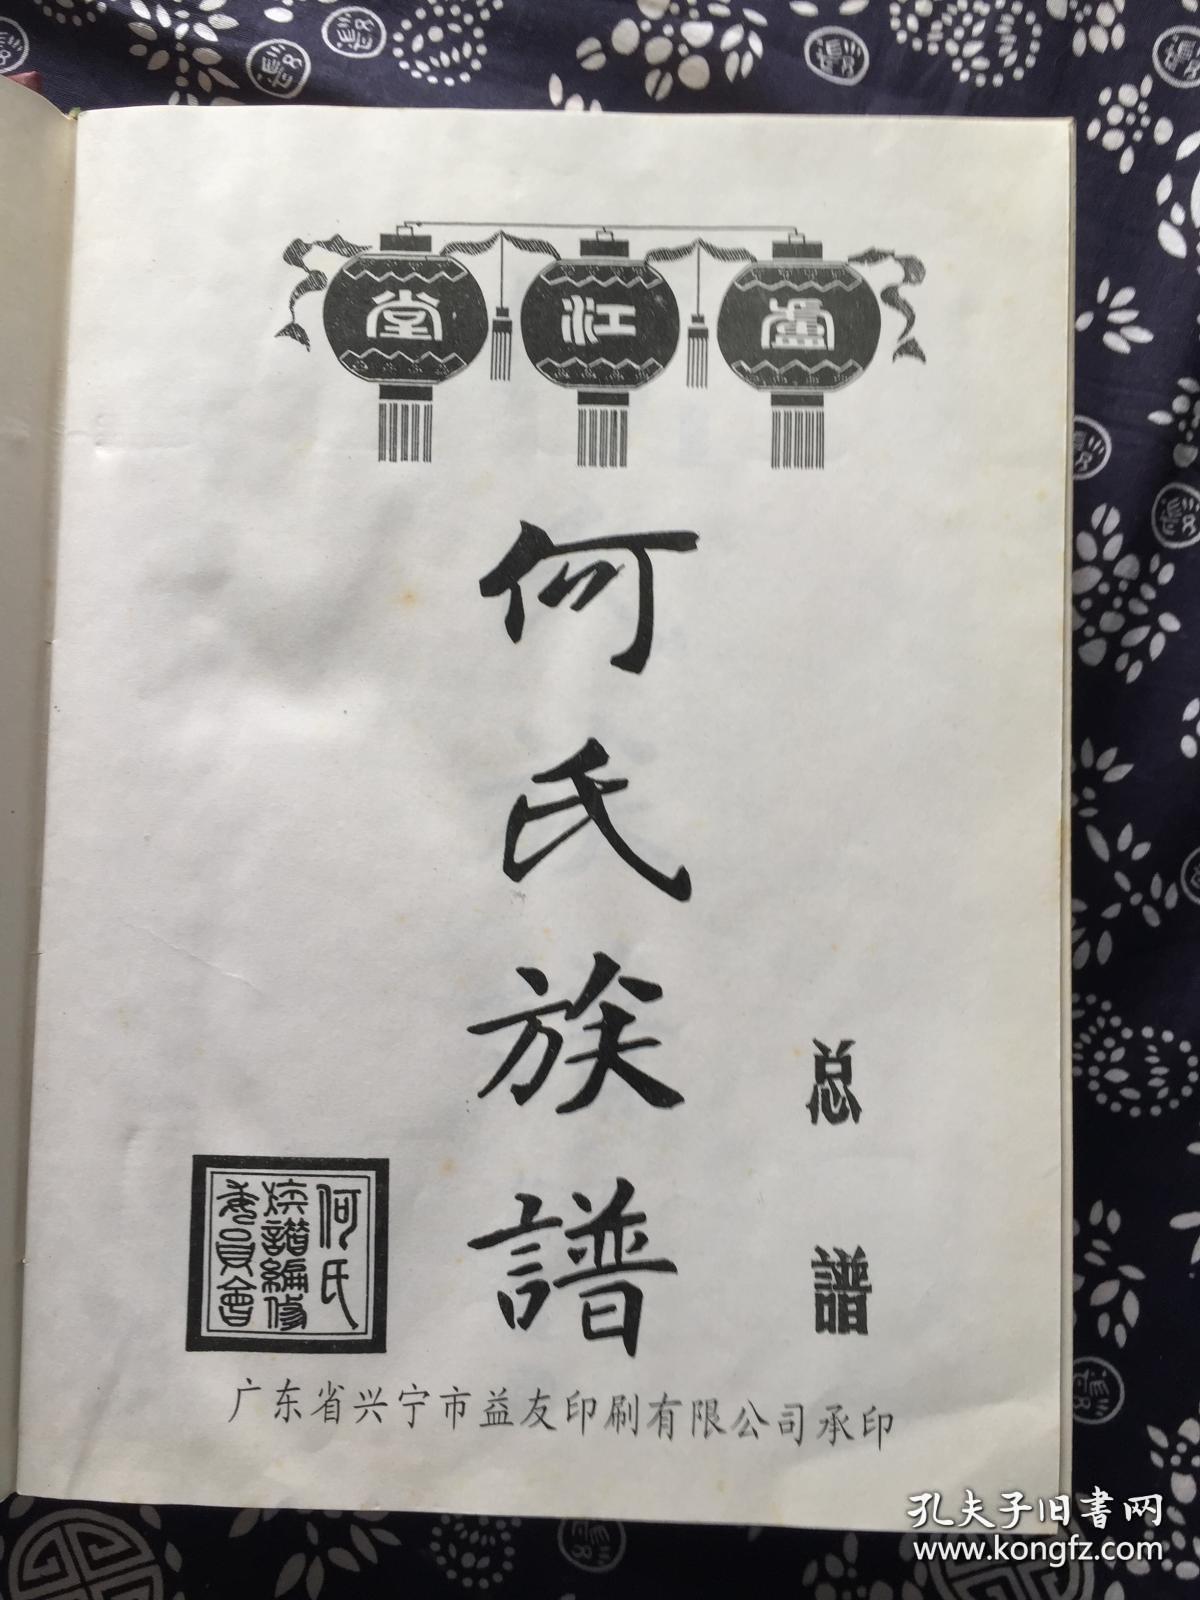 廬江堂
何氏族譜
总譜
何氏
族譜編修
委員會
广东省兴宁市益友印刷有限公司承印
孔夫子旧書网
www.kongfz.com